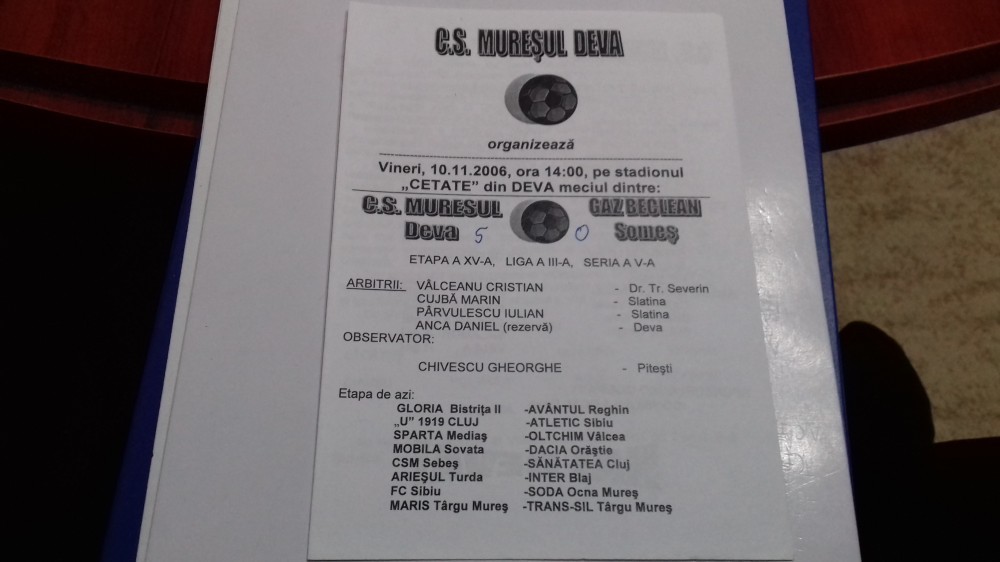 C.S. MUREŞUL DEVA
organizează
Vineri, 10.11.2006, ora 14:00, pe stadionul
„CETATE” din DEVA meciul dintre:
C.S. MURESUL GAZ BECLEAN
Deva 5 0 Someş
ETAPA A XV-A, LIGA A III-A, SERIA A V-A
ARBITRII: VÂLCEANU CRISTIAN - Dr. Tr. Severin
CUJBĂ MARIN - Slatina
PÂRVULESCU IULIAN - Slatina
ANCA DANIEL (rezervă) - Deva
OBSERVATOR:
CHIVESCU GHEORGHE - Piteşti
Etapa de azi:
GLORIA Bistriţa II -AVÂNTUL Reghin
„U” 1919 CLUJ -ATLETIC Sibiu
SPARTA Mediaş -OLTCHIM Vâlcea
MOBILA Sovata -DACIA Orăştie
CSM Sebeş -SĂNĂTATEA Cluj
ARIEŞUL Turda -INTER Blaj
FC Sibiu -SODA Ocna Mureş
MARIS Târgu Mureş -TRANS-SIL Târgu Mureş